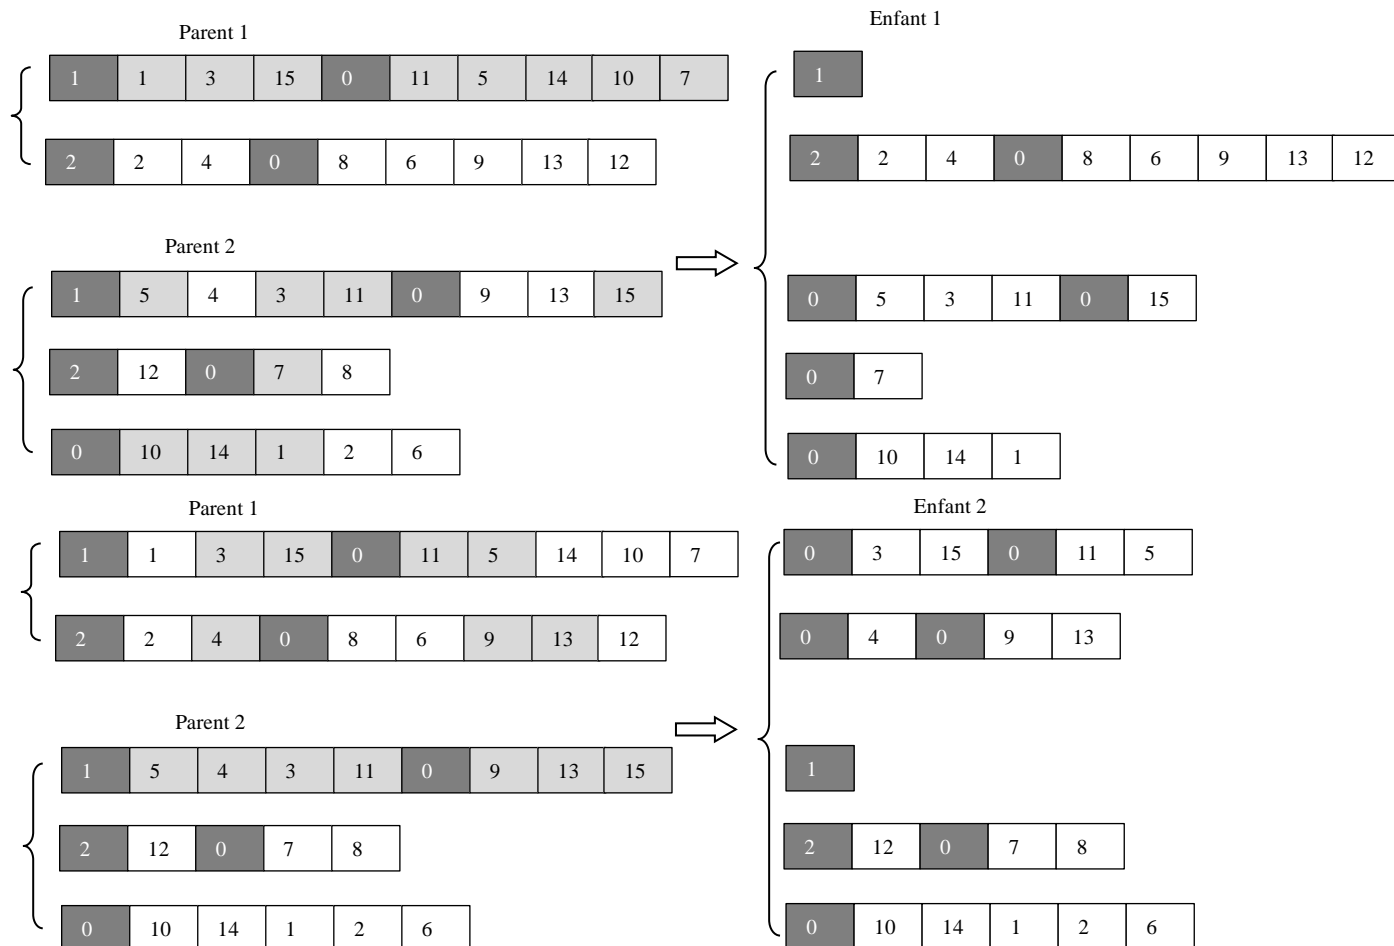 Parent 1
1 1 3 15 0 11 5 14 10 7
2 2 4 0 8 6 9 13 12
Parent 2
1 5 4 3 11 0 9 13 15
2 12 0 7 8
0 10 14 1 2 6
Enfant 1
1
2 2 4 0 8 6 9 13 12
0 5 3 11 0 15
0 7
0 10 14 1
Parent 1
1 1 3 15 0 11 5 14 10 7
2 2 4 0 8 6 9 13 12
Parent 2
1 5 4 3 11 0 9 13 15
2 12 0 7 8
0 10 14 1 2 6
Enfant 2
0 3 15 0 11 5
0 4 0 9 13
1
2 12 0 7 8
0 10 14 1 2 6